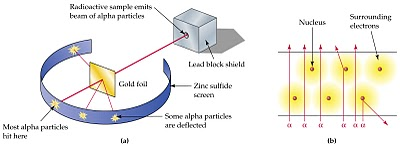 Radioactive sample emits
beam of alpha particles
Lead block shield
Gold foil
Zinc sulfide
screen
Most alpha particles
hit here
Some alpha particles
are deflected
(a)
Nucleus
Surrounding
electrons
α α α α α α
(b)